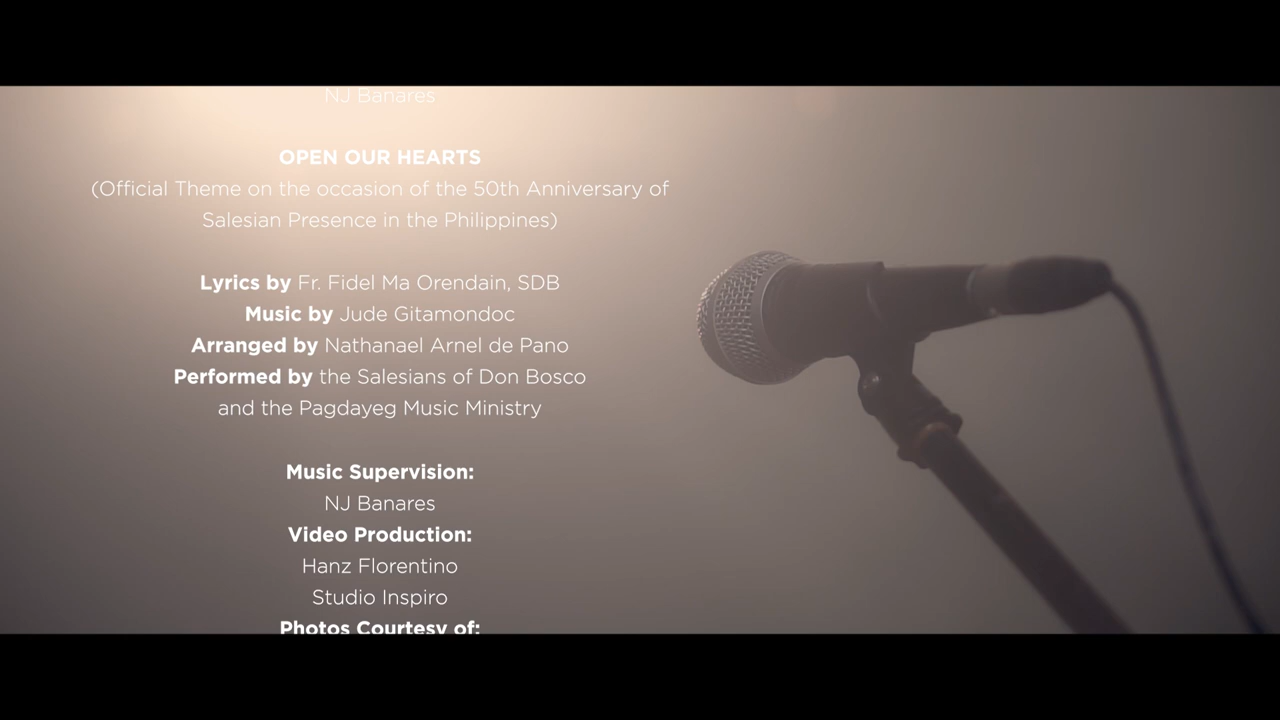 NJ Banares
OPEN OUR HEARTS
(Official Theme on the occasion of the 50th Anniversary of
Salesian Presence in the Philippines)
Lyrics by Fr. Fidel Ma Orendain, SDB
Music by Jude Gitamondoc
Arranged by Nathanael Arnel de Pano
Performed by the Salesians of Don Bosco
and the Pagdayeg Music Ministry
Music Supervision:
NJ Banares
Video Production:
Hanz Florentino
Studio Inspiro
Photos Courtesy of: